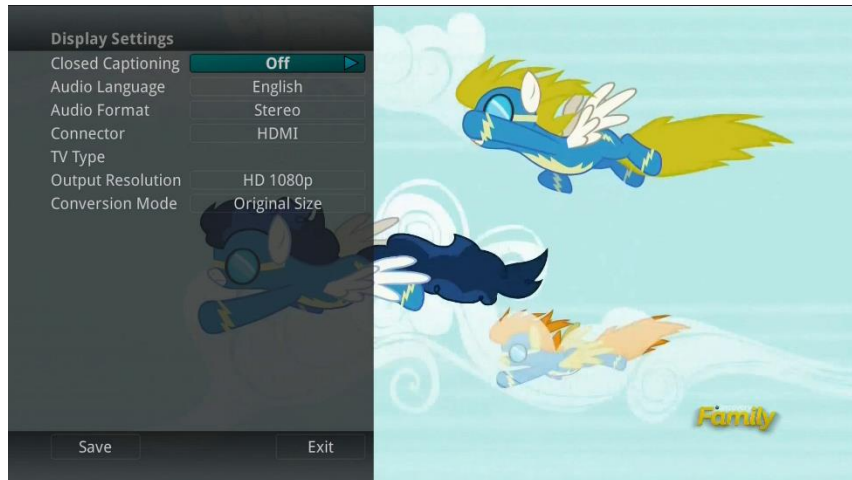 Display Settings
Closed Captioning Off
Audio Language English
Audio Format Stereo
Connector HDMI
TV Type
Output Resolution HD 1080p
Conversion Mode Original Size
Save Exit
Family